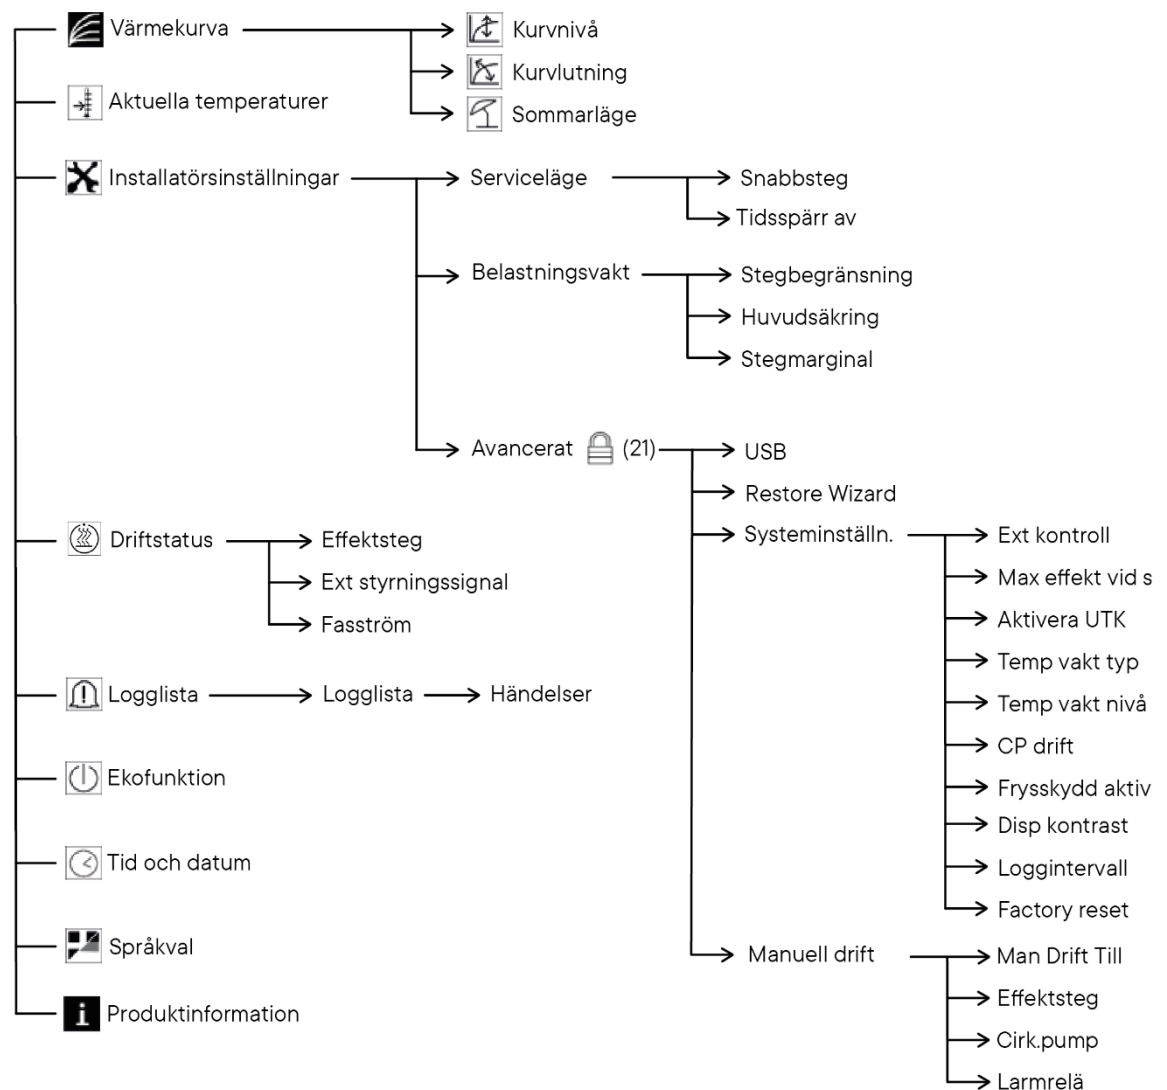 Värmekurva
Kurvnivå
Kurvlutning
Aktuella temperaturer
Sommarläge
Installatörsinställningar
Serviceläge
Snabbsteg
Tidsspärr av
Belastningsvakt
Stegbegränsning
Huvudsäkring
Stegmarginal
Avancerat
(21)
USB
Restore Wizard
Systeminställn.
Ext kontroll
Max effekt vid s
Aktivera UTK
Temp vakt typ
Temp vakt nivå
CP drift
Frysskydd aktiv
Disp kontrast
Loggintervall
Factory reset
Manuell drift
Man Drift Till
Effektsteg
Cirk.pump
Larmrelä
Driftstatus
Effektsteg
Ext styrningssignal
Fasström
Logglista
Logglista
Händelser
Ekofunktion
Tid och datum
Språkval
Produktinformation